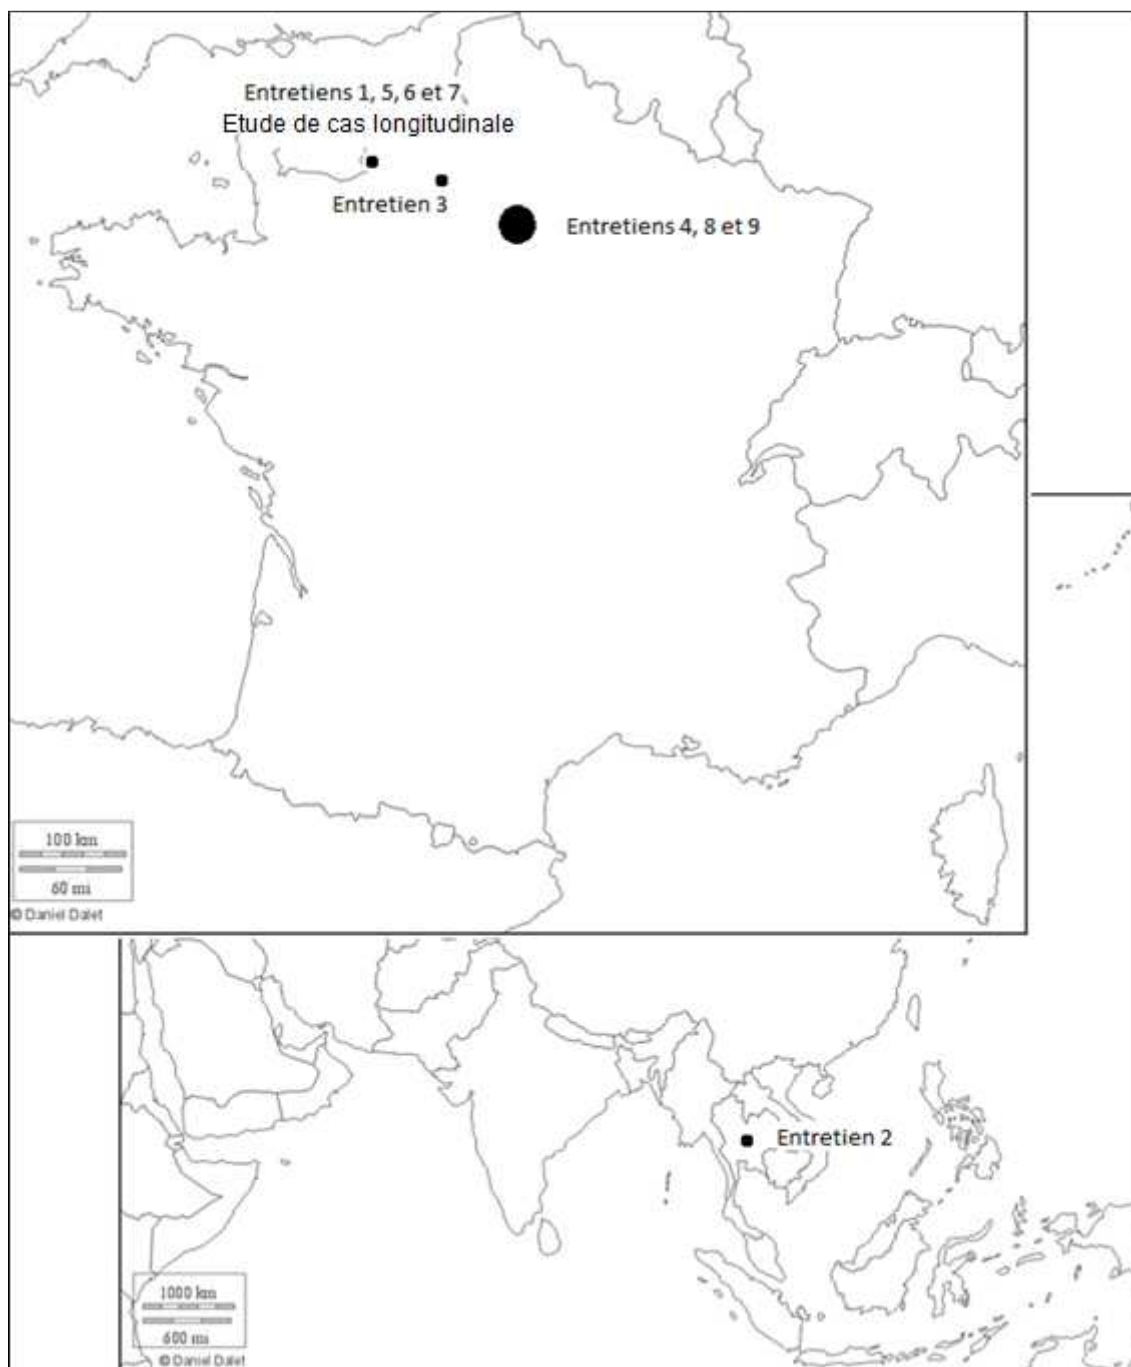 Entretiens 1, 5, 6 et 7
Etude de cas longitudinale
Entretien 3
Entretiens 4, 8 et 9
100 km
60 mi
© Daniel Dalet
Entretien 2
1000 km
600 mi
© Daniel Dalet